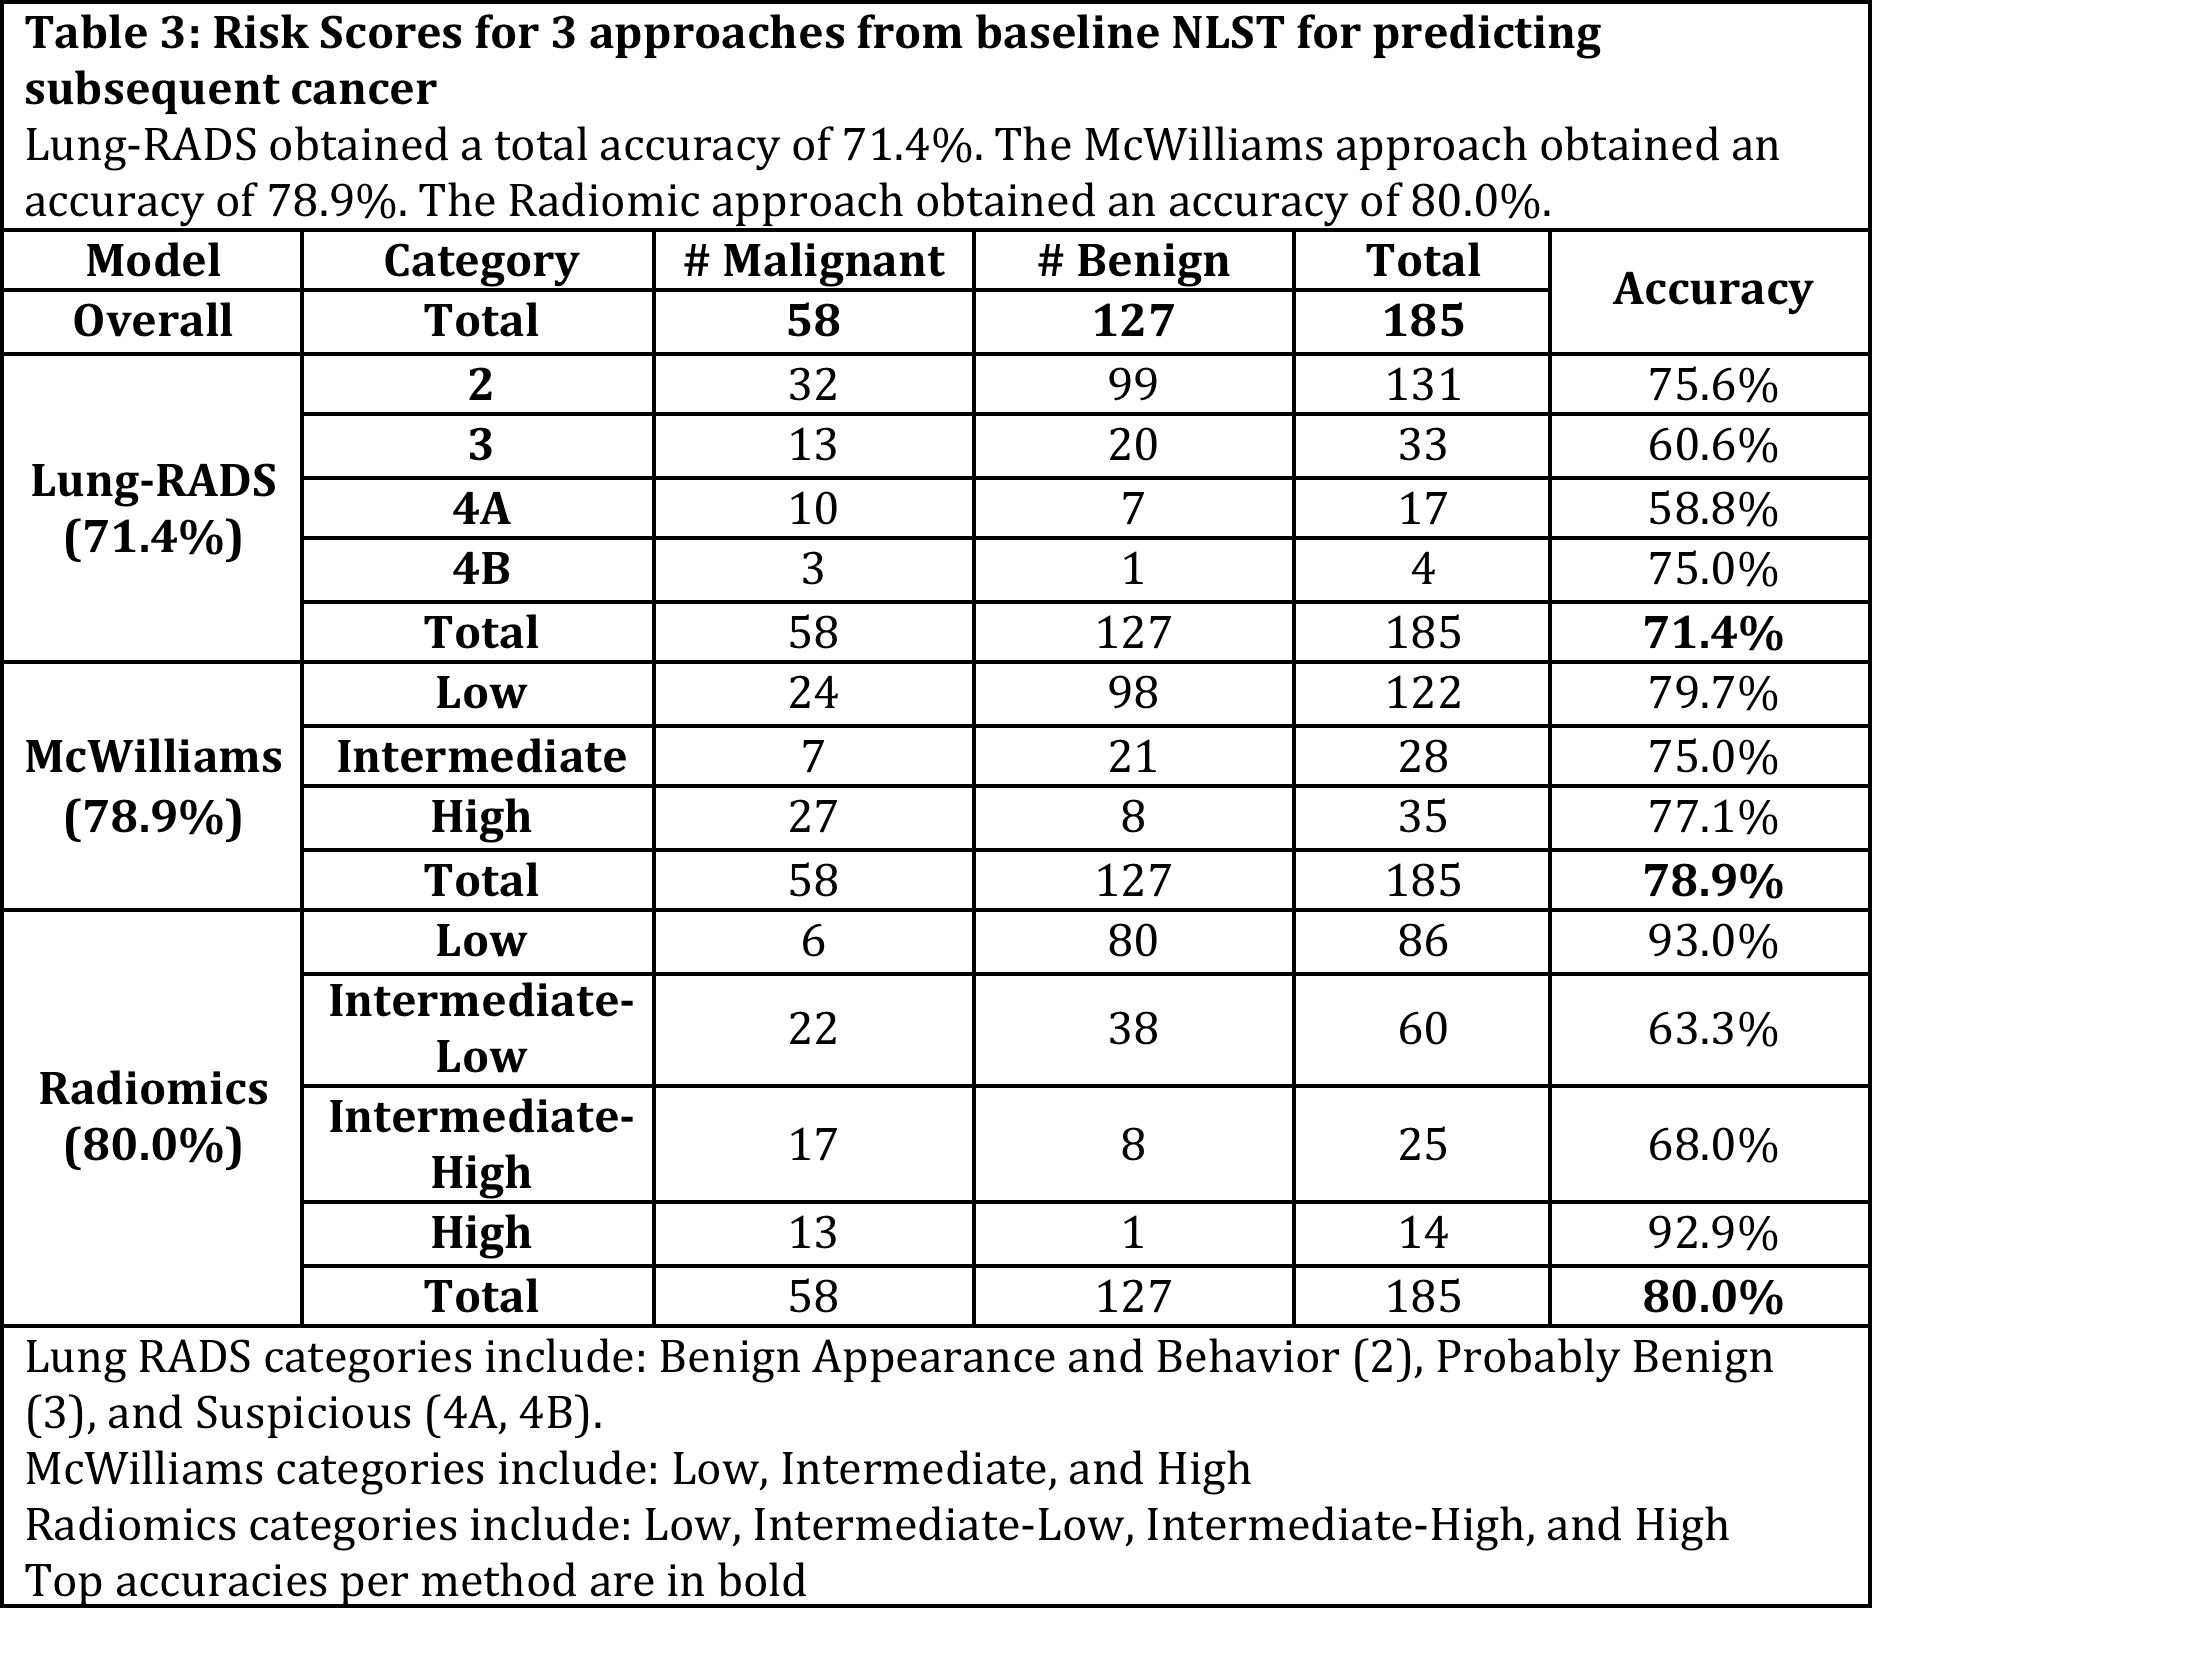 Table 3: Risk Scores for 3 approaches from baseline NLST for predicting
subsequent cancer
Lung-RADS obtained a total accuracy of 71.4%. The McWilliams approach obtained an
accuracy of 78.9%. The Radiomic approach obtained an accuracy of 80.0%.
Model Category # Malignant # Benign Total Accuracy
Overall Total 58 127 185
Lung-RADS
(71.4%)
2 32 99 131 75.6%
3 13 20 33 60.6%
4A 10 7 17 58.8%
4B 3 1 4 75.0%
Total 58 127 185 71.4%
McWilliams
(78.9%)
Low 24 98 122 79.7%
Intermediate 7 21 28 75.0%
High 27 8 35 77.1%
Total 58 127 185 78.9%
Radiomics
(80.0%)
Low 6 80 86 93.0%
Intermediate-
Low 22 38 60 63.3%
Intermediate-
High 17 8 25 68.0%
High 13 1 14 92.9%
Total 58 127 185 80.0%
Lung RADS categories include: Benign Appearance and Behavior (2), Probably Benign
(3), and Suspicious (4A, 4B).
McWilliams categories include: Low, Intermediate, and High
Radiomics categories include: Low, Intermediate-Low, Intermediate-High, and High
Top accuracies per method are in bold